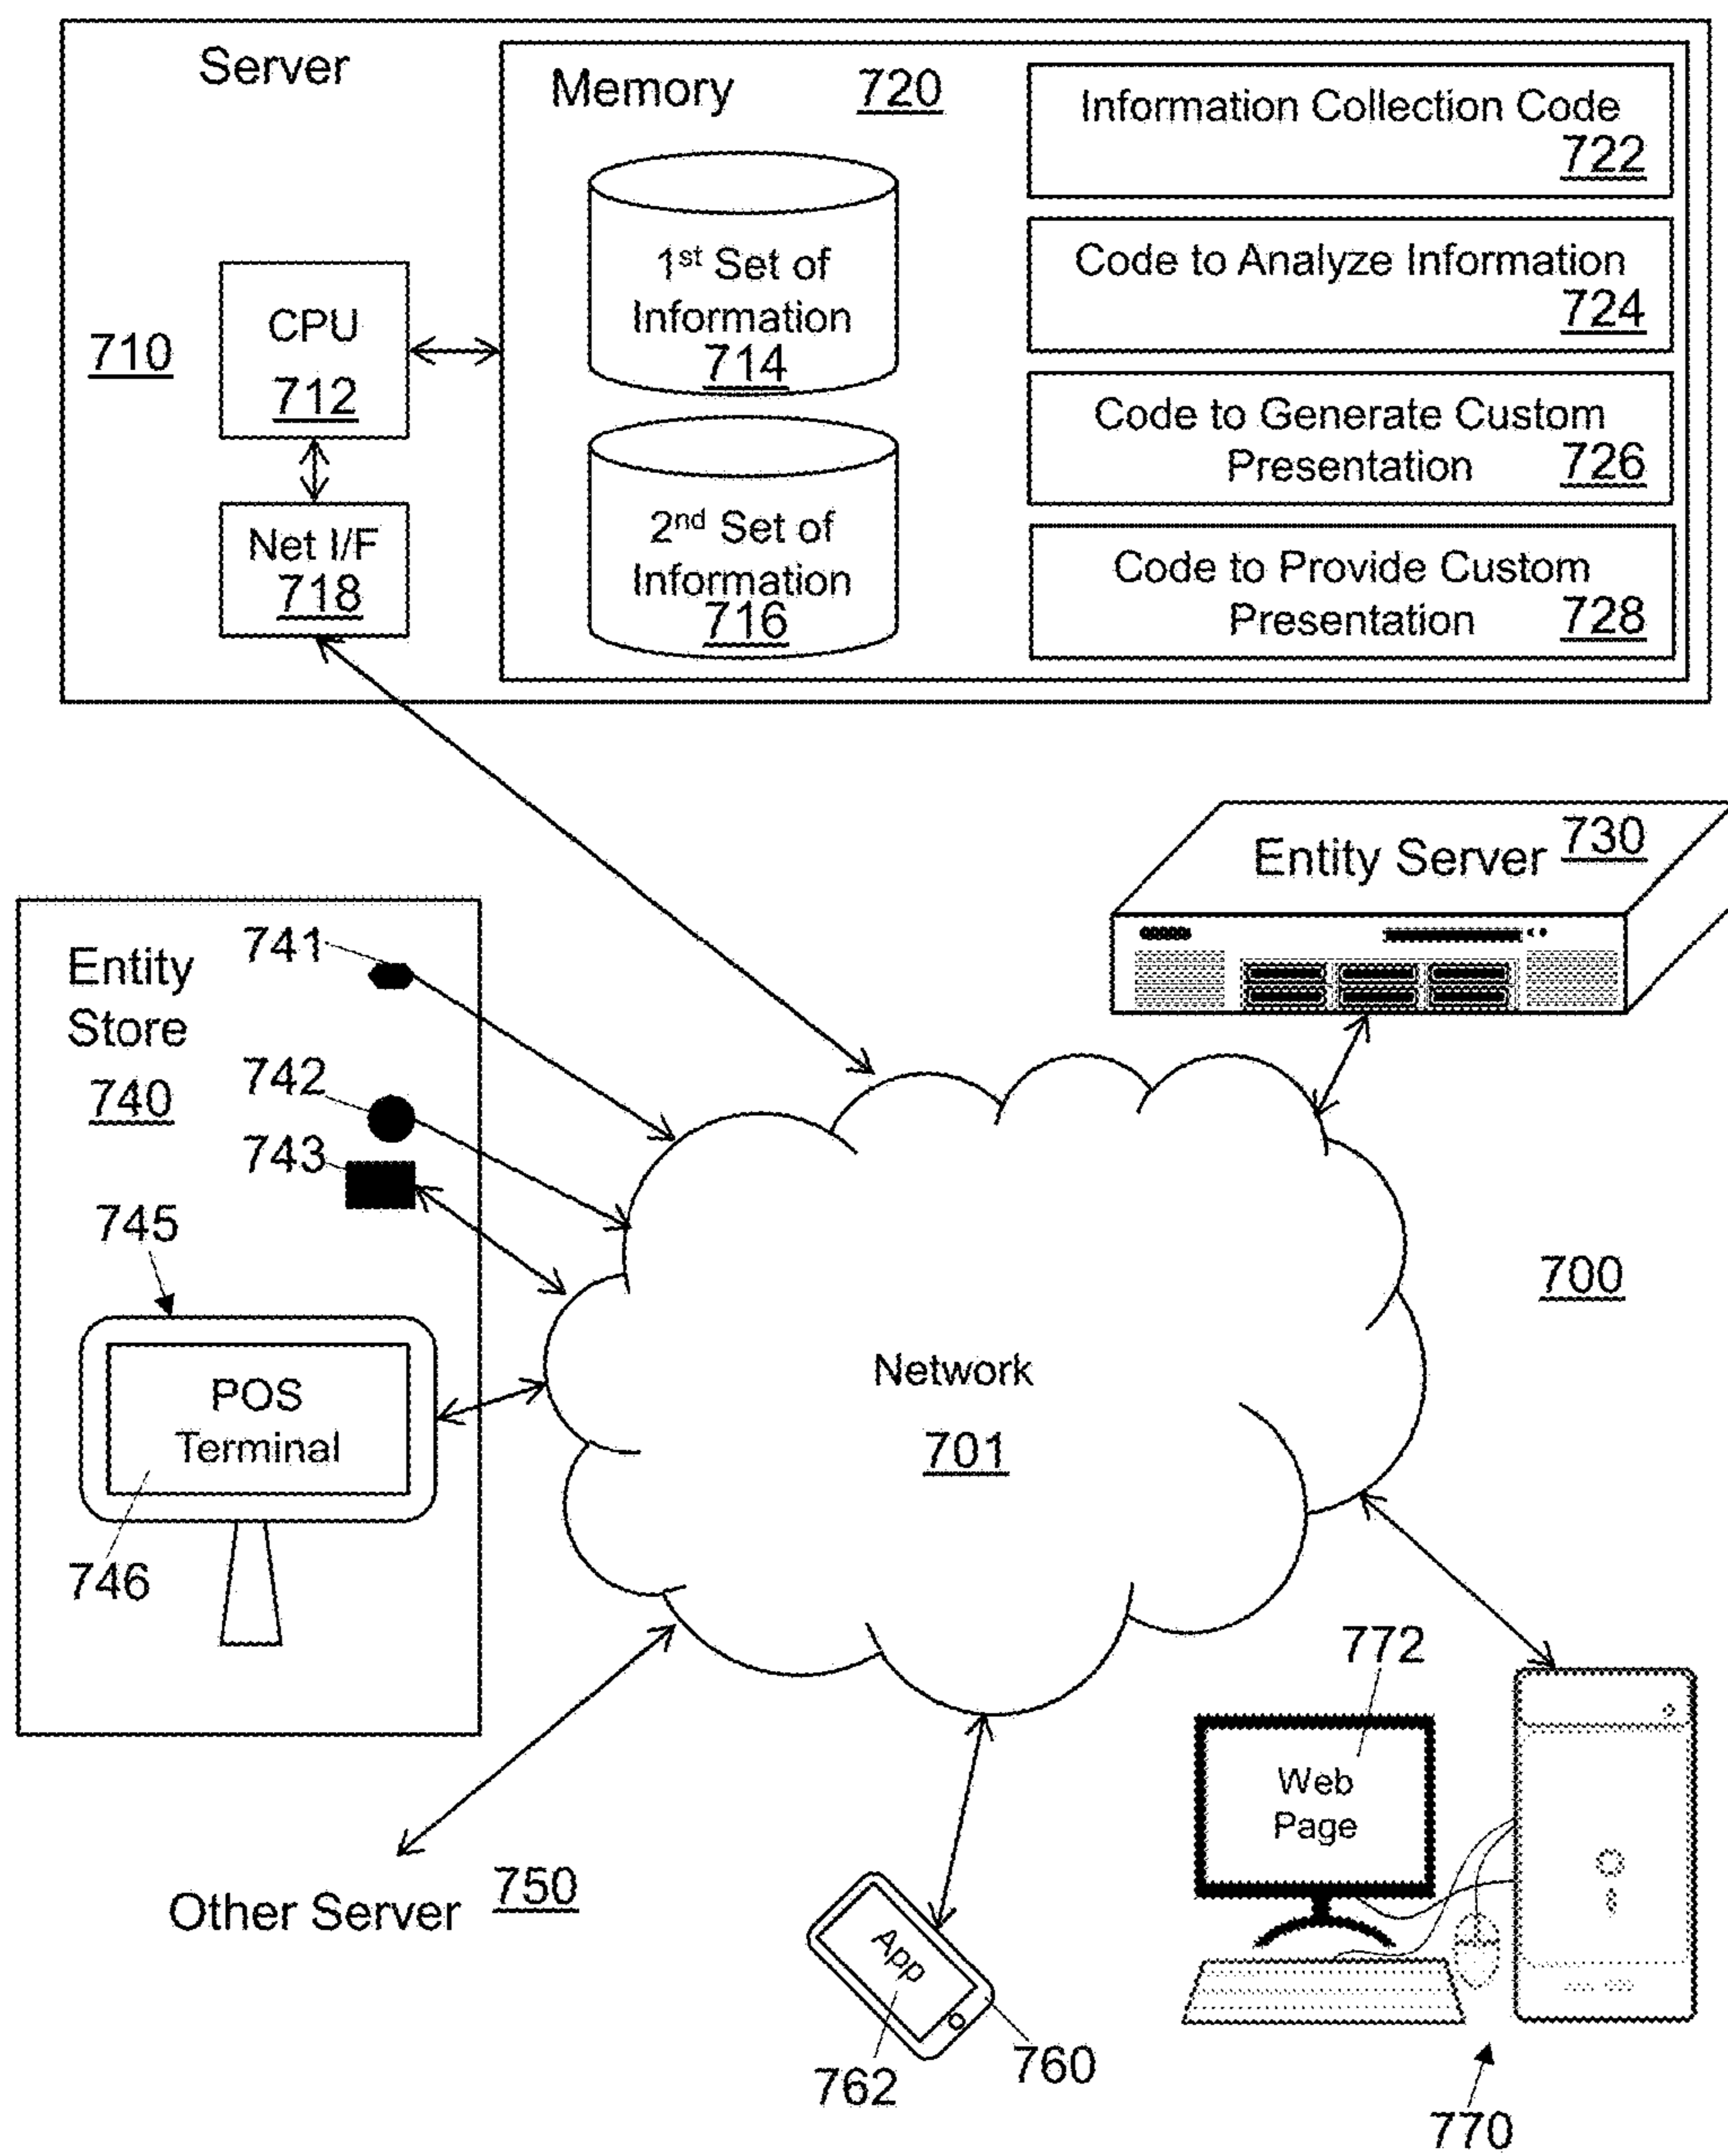 Server
710
CPU
712
Net I/F
718
Memory 720
1st Set of
Information
714
2nd Set of
Information
716
Information Collection Code
722
Code to Analyze Information
724
Code to Generate Custom
Presentation 726
Code to Provide Custom
Presentation 728
Entity Server 730
Entity
Store
740
741
742
743
745
POS
Terminal
746
Network
701
700
Other Server 750
App
762
760
772
Web
Page
770